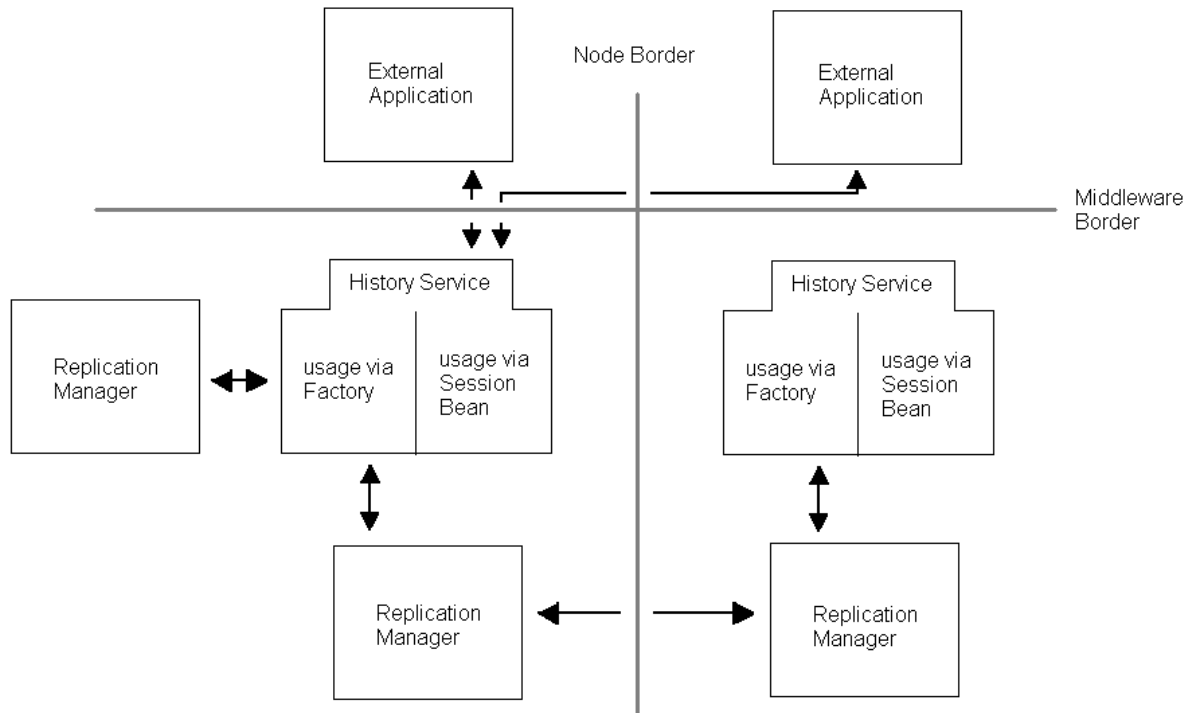 External
Application
Node Border
External
Application
Middleware
Border
History Service
History Service
Replication
Manager
usage via
Factory
usage via
Session
Bean
usage via
Factory
usage via
Session
Bean
Replication
Manager
Replication
Manager